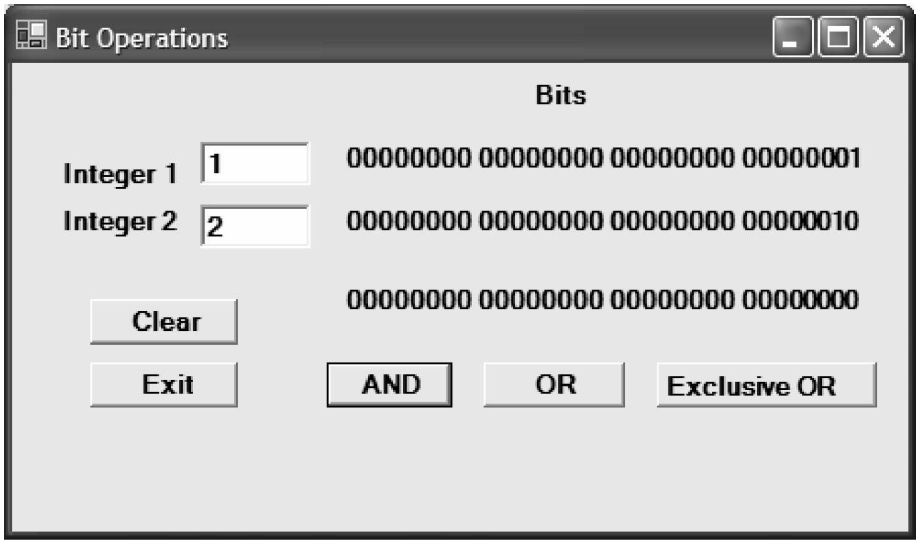 Bit Operations
Bits
Integer 1 1 00000000 00000000 00000000 00000001
Integer 2 2 00000000 00000000 00000000 00000010
00000000 00000000 00000000 00000000
Clear
Exit AND OR Exclusive OR